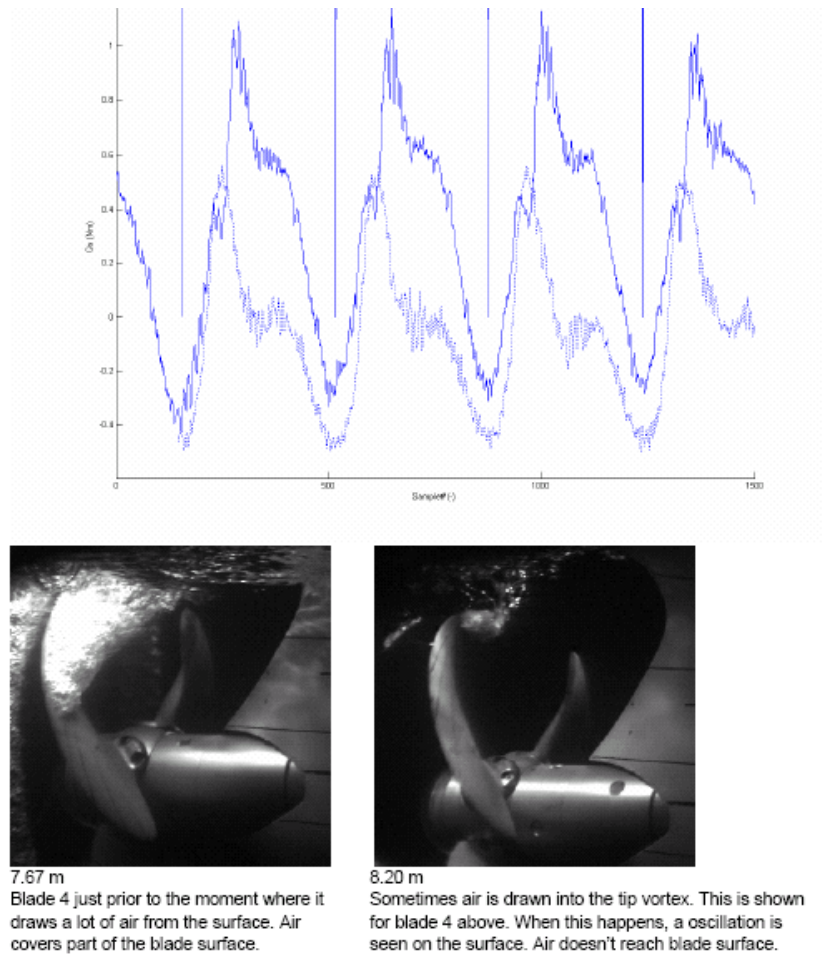 1
0.8
0.6
0.4
0.2
0
-0.2
-0.4
0
500
1000
1500
Sample# (-)
7.67 m
Blade 4 just prior to the moment where it
draws a lot of air from the surface. Air
covers part of the blade surface.
8.20 m
Sometimes air is drawn into the tip vortex. This is shown
for blade 4 above. When this happens, a oscillation is
seen on the surface. Air doesn't reach blade surface.